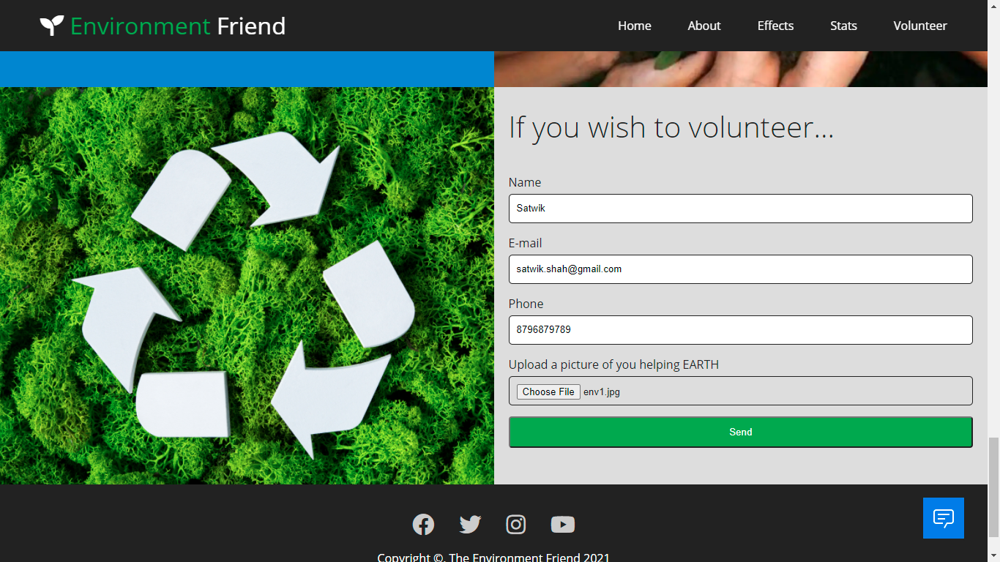 Environment Friend
Home About Effects Stats Volunteer
If you wish to volunteer...
Name
Satwik
E-mail
satwik.shah@gmail.com
Phone
8796879789
Upload a picture of you helping EARTH
Choose File env1.jpg
Send
Copyright ©. The Environment Friend 2021